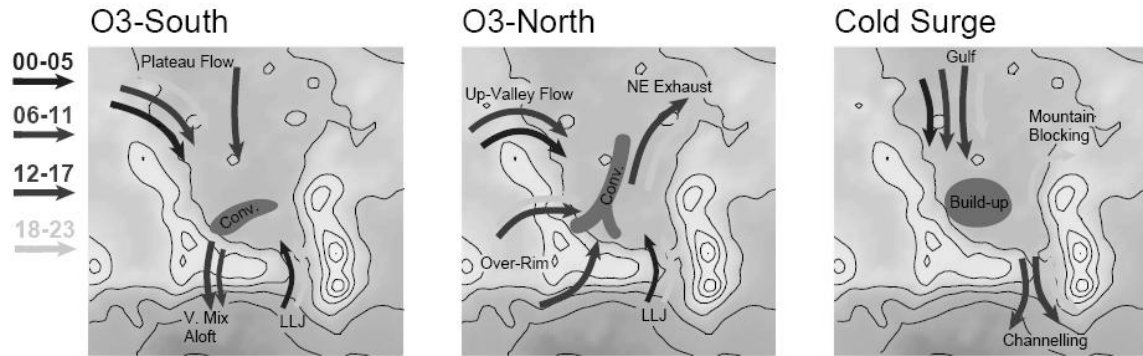 O3-South
O3-North
Cold Surge
00-05
06-11
12-17
18-23
Plateau Flow
Conv.
V. Mix
Aloft
LLJ
Up-Valley Flow
NE Exhaust
Conv.
Over-Rim
LLJ
Gulf
Mountain
Blocking
Build-up
Channelling